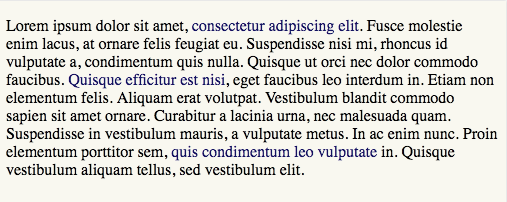 Lorem ipsum dolor sit amet, consectetur adipiscing elit. Fusce molestie
enim lacus, at ornare felis feugiat eu. Suspendisse nisi mi, rhoncus id
vulputate a, condimentum quis nulla. Quisque ut orci nec dolor commodo
faucibus. Quisque efficitur est nisi, eget faucibus leo interdum in. Etiam non
elementum felis. Aliquam erat volutpat. Vestibulum blandit commodo
sapien sit amet ornare. Curabitur a lacinia urna, nec malesuada quam.
Suspendisse in vestibulum mauris, a vulputate metus. In ac enim nunc. Proin
elementum porttitor sem, quis condimentum leo vulputate in. Quisque
vestibulum aliquam tellus, sed vestibulum elit.